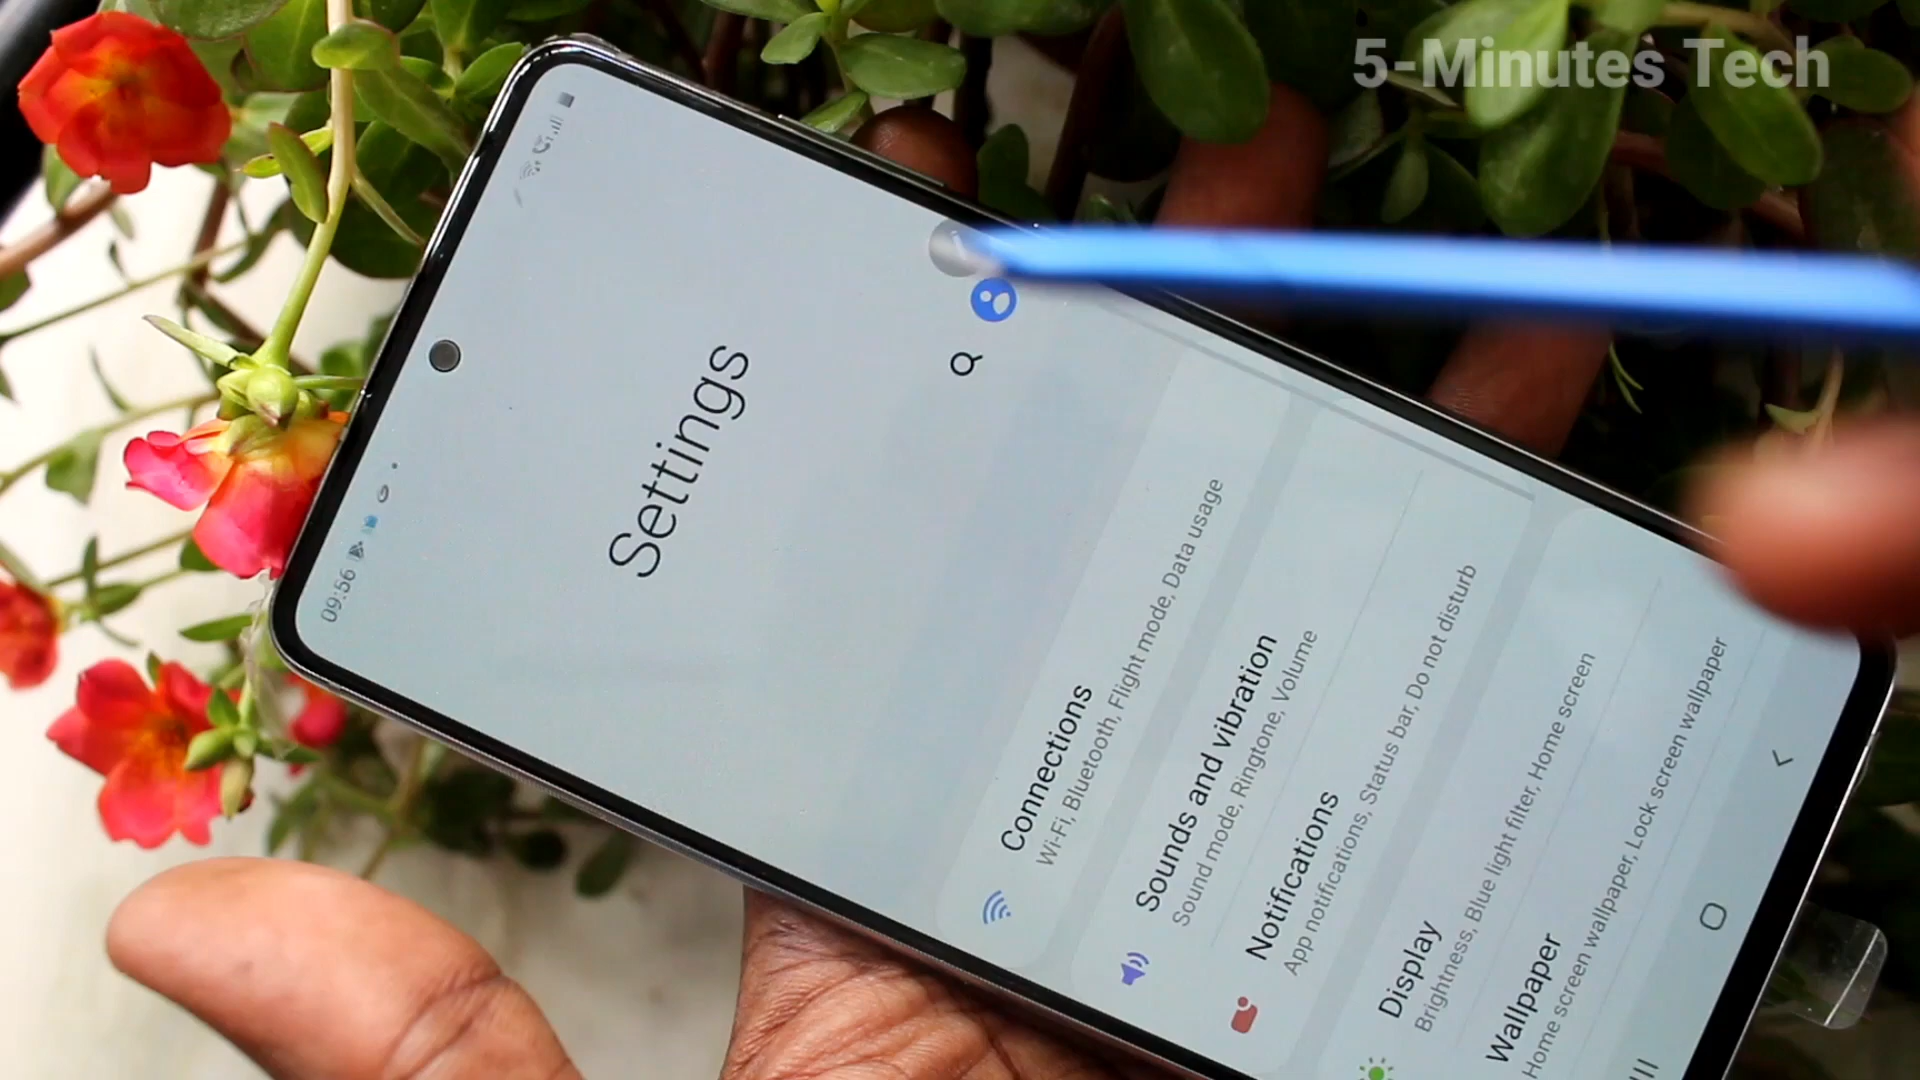 5-Minutes Tech
09:56
Settings
Connections
Wi-Fi, Bluetooth, Flight mode, Data usage
Sounds and vibration
Sound mode, Ringtone, Volume
Notifications
App notifications, Status bar, Do not disturb
Display
Brightness, Blue light filter, Home screen
Wallpaper
Home screen wallpaper, Lock screen wallpaper